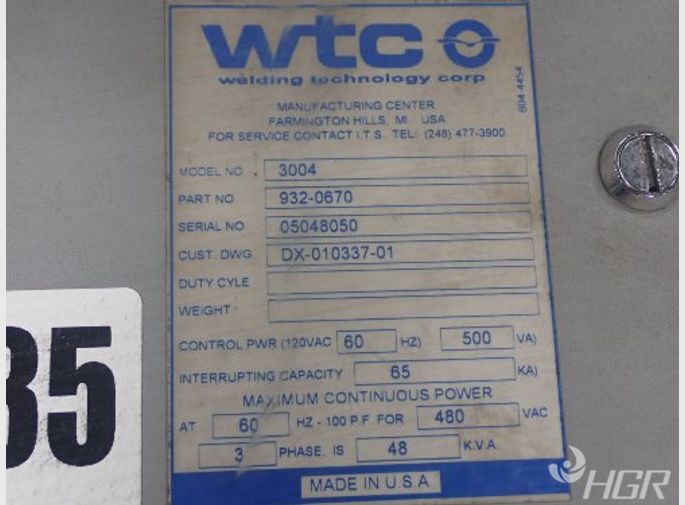 wtc
welding technology corp
804 4454
MANUFACTURING CENTER
FARMINGTON HILLS, MI USA
FOR SERVICE CONTACT I.T.S. TEL: (248) 477-3900
MODEL NO 3004
PART NO 932-0670
SERIAL NO 05048050
CUST. DWG DX-010337-01
DUTY CYLE
WEIGHT
CONTROL PWR (120VAC 60 HZ) 500 VA)
INTERRUPTING CAPACITY 65 KA)
MAXIMUM CONTINUOUS POWER
AT 60 HZ - 100 P.F. FOR 480 VAC
3 PHASE. IS 48 K.V.A.
MADE IN U.S.A
35
HGR